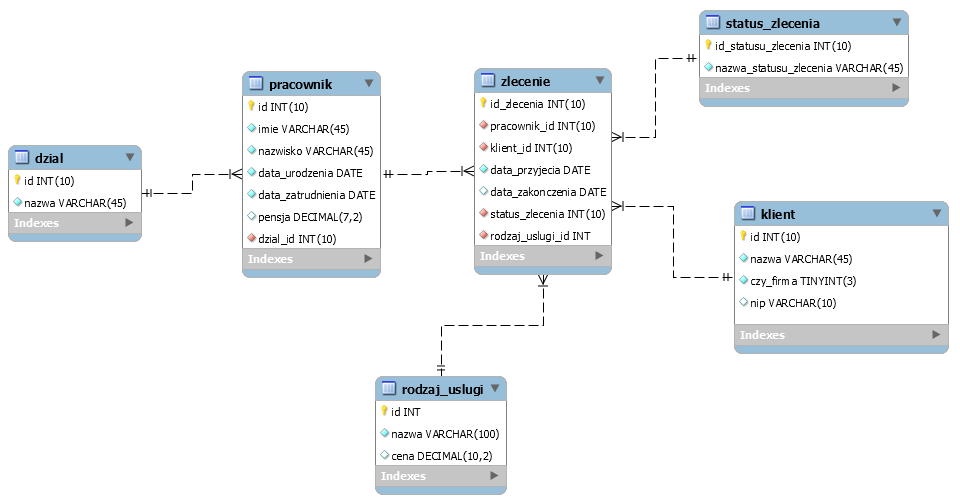 status_zlecenia
id_statusu_zlecenia INT(10)
nazwa_statusu_zlecenia VARCHAR(45)
Indexes
pracownik
id INT(10)
imie VARCHAR(45)
nazwisko VARCHAR(45)
data_urodzenia DATE
data_zatrudnienia DATE
pensja DECIMAL(7,2)
dzial_id INT(10)
Indexes
zlecenie
id_zlecenia INT(10)
pracownik_id INT(10)
klient_id INT(10)
data_przyjecia DATE
data_zakonczenia DATE
status_zlecenia INT(10)
rodzaj_uslugi_id INT
Indexes
dzial
id INT(10)
nazwa VARCHAR(45)
Indexes
klient
id INT(10)
nazwa VARCHAR(45)
czy_firma TINYINT(3)
nip VARCHAR(10)
Indexes
rodzaj_uslugi
id INT
nazwa VARCHAR(100)
cena DECIMAL(10,2)
Indexes